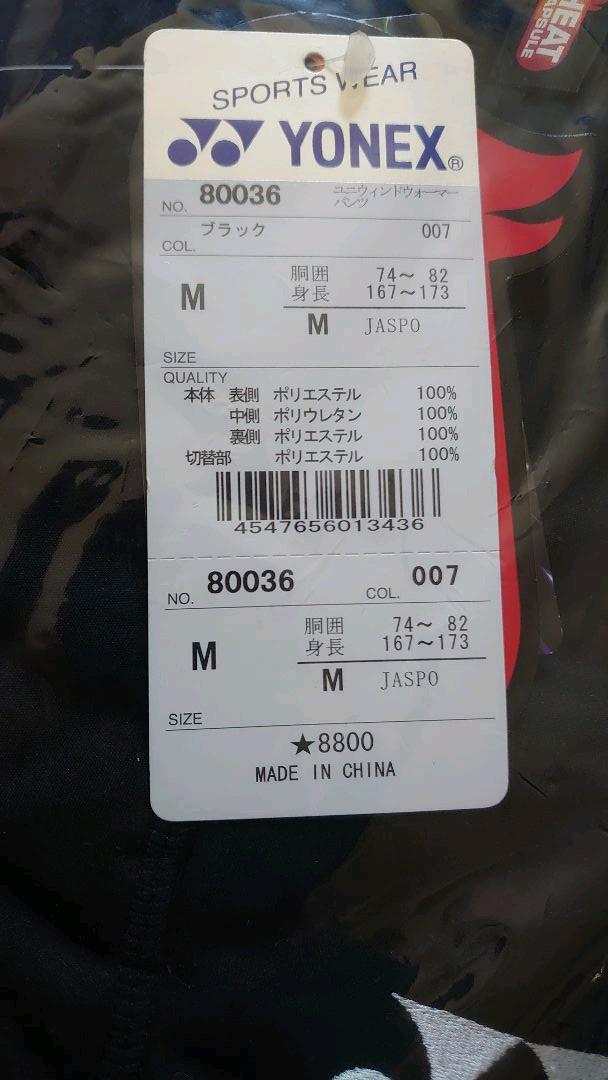 HEAT
CAPSULE
SPORTS WEAR
YONEX®
NO. 80036 ユニウィンドウォーマー
パンツ
ブラック 007
COL.
M 胴囲 74～ 82
身長 167～173
M JASPO
SIZE
QUALITY
本体 表側 ポリエステル 100%
中側 ポリウレタン 100%
裏側 ポリエステル 100%
切替部 ポリエステル 100%
4547656013436
NO. 80036 COL. 007
M 胴囲 74～ 82
身長 167～173
M JASPO
SIZE
★8800
MADE IN CHINA